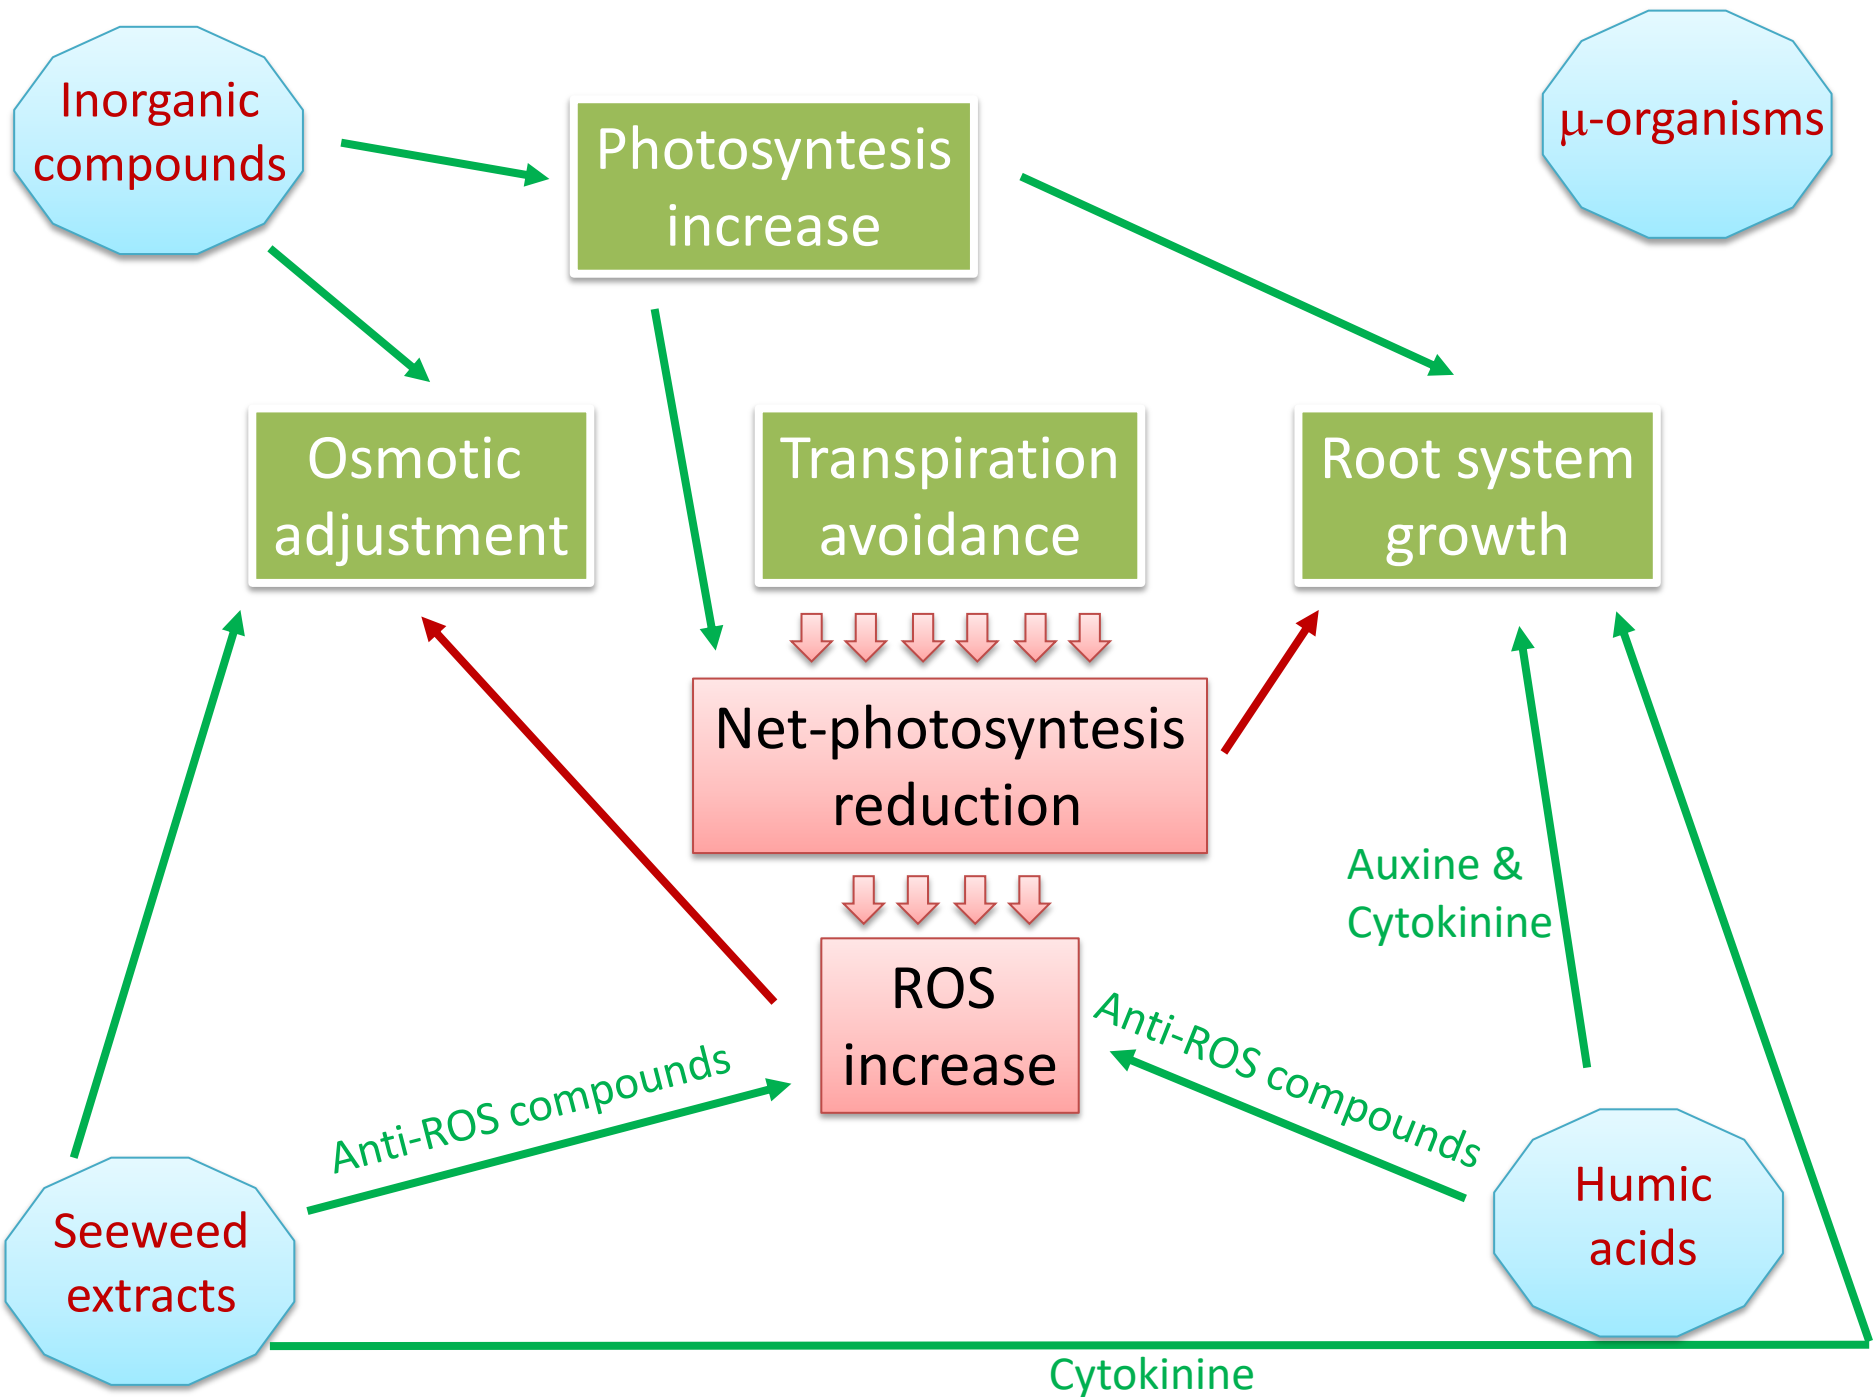 Inorganic
compounds
Photosyntesis
increase
μ-organisms
Osmotic
adjustment
Transpiration
avoidance
Root system
growth
Net-photosyntesis
reduction
Auxine &
Cytokinine
ROS
increase
Anti-ROS compounds
Anti-ROS compounds
Seeweed
extracts
Humic
acids
Cytokinine